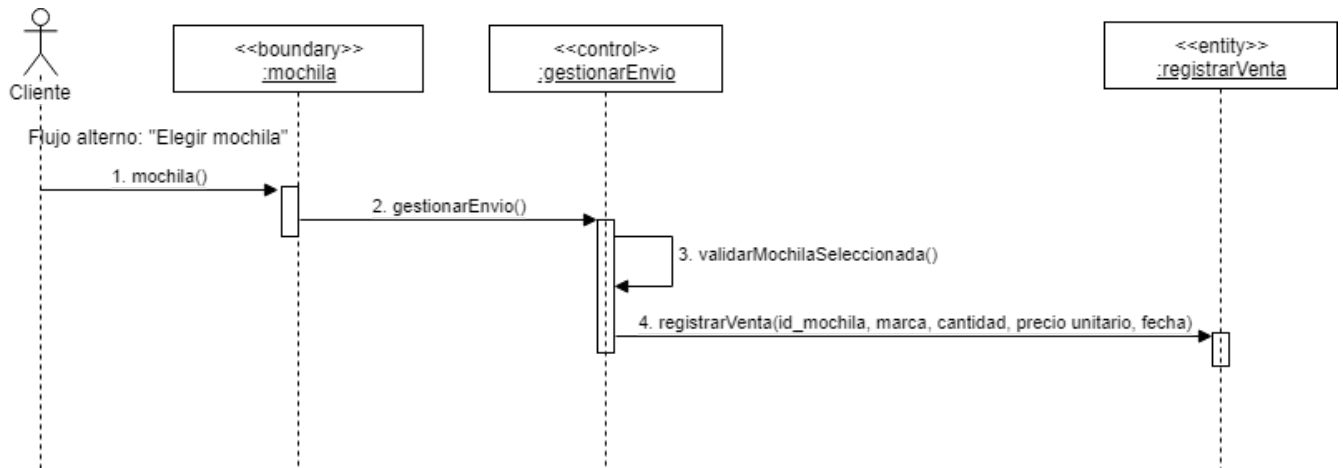 <<boundary>>
:mochila
<<control>>
:gestionarEnvio
<<entity>>
:registrarVenta
Cliente
Flujo alterno: "Elegir mochila"
1. mochila()
2. gestionarEnvio()
3. validarMochilaSeleccionada()
4. registrarVenta(id_mochila, marca, cantidad, precio unitario, fecha)